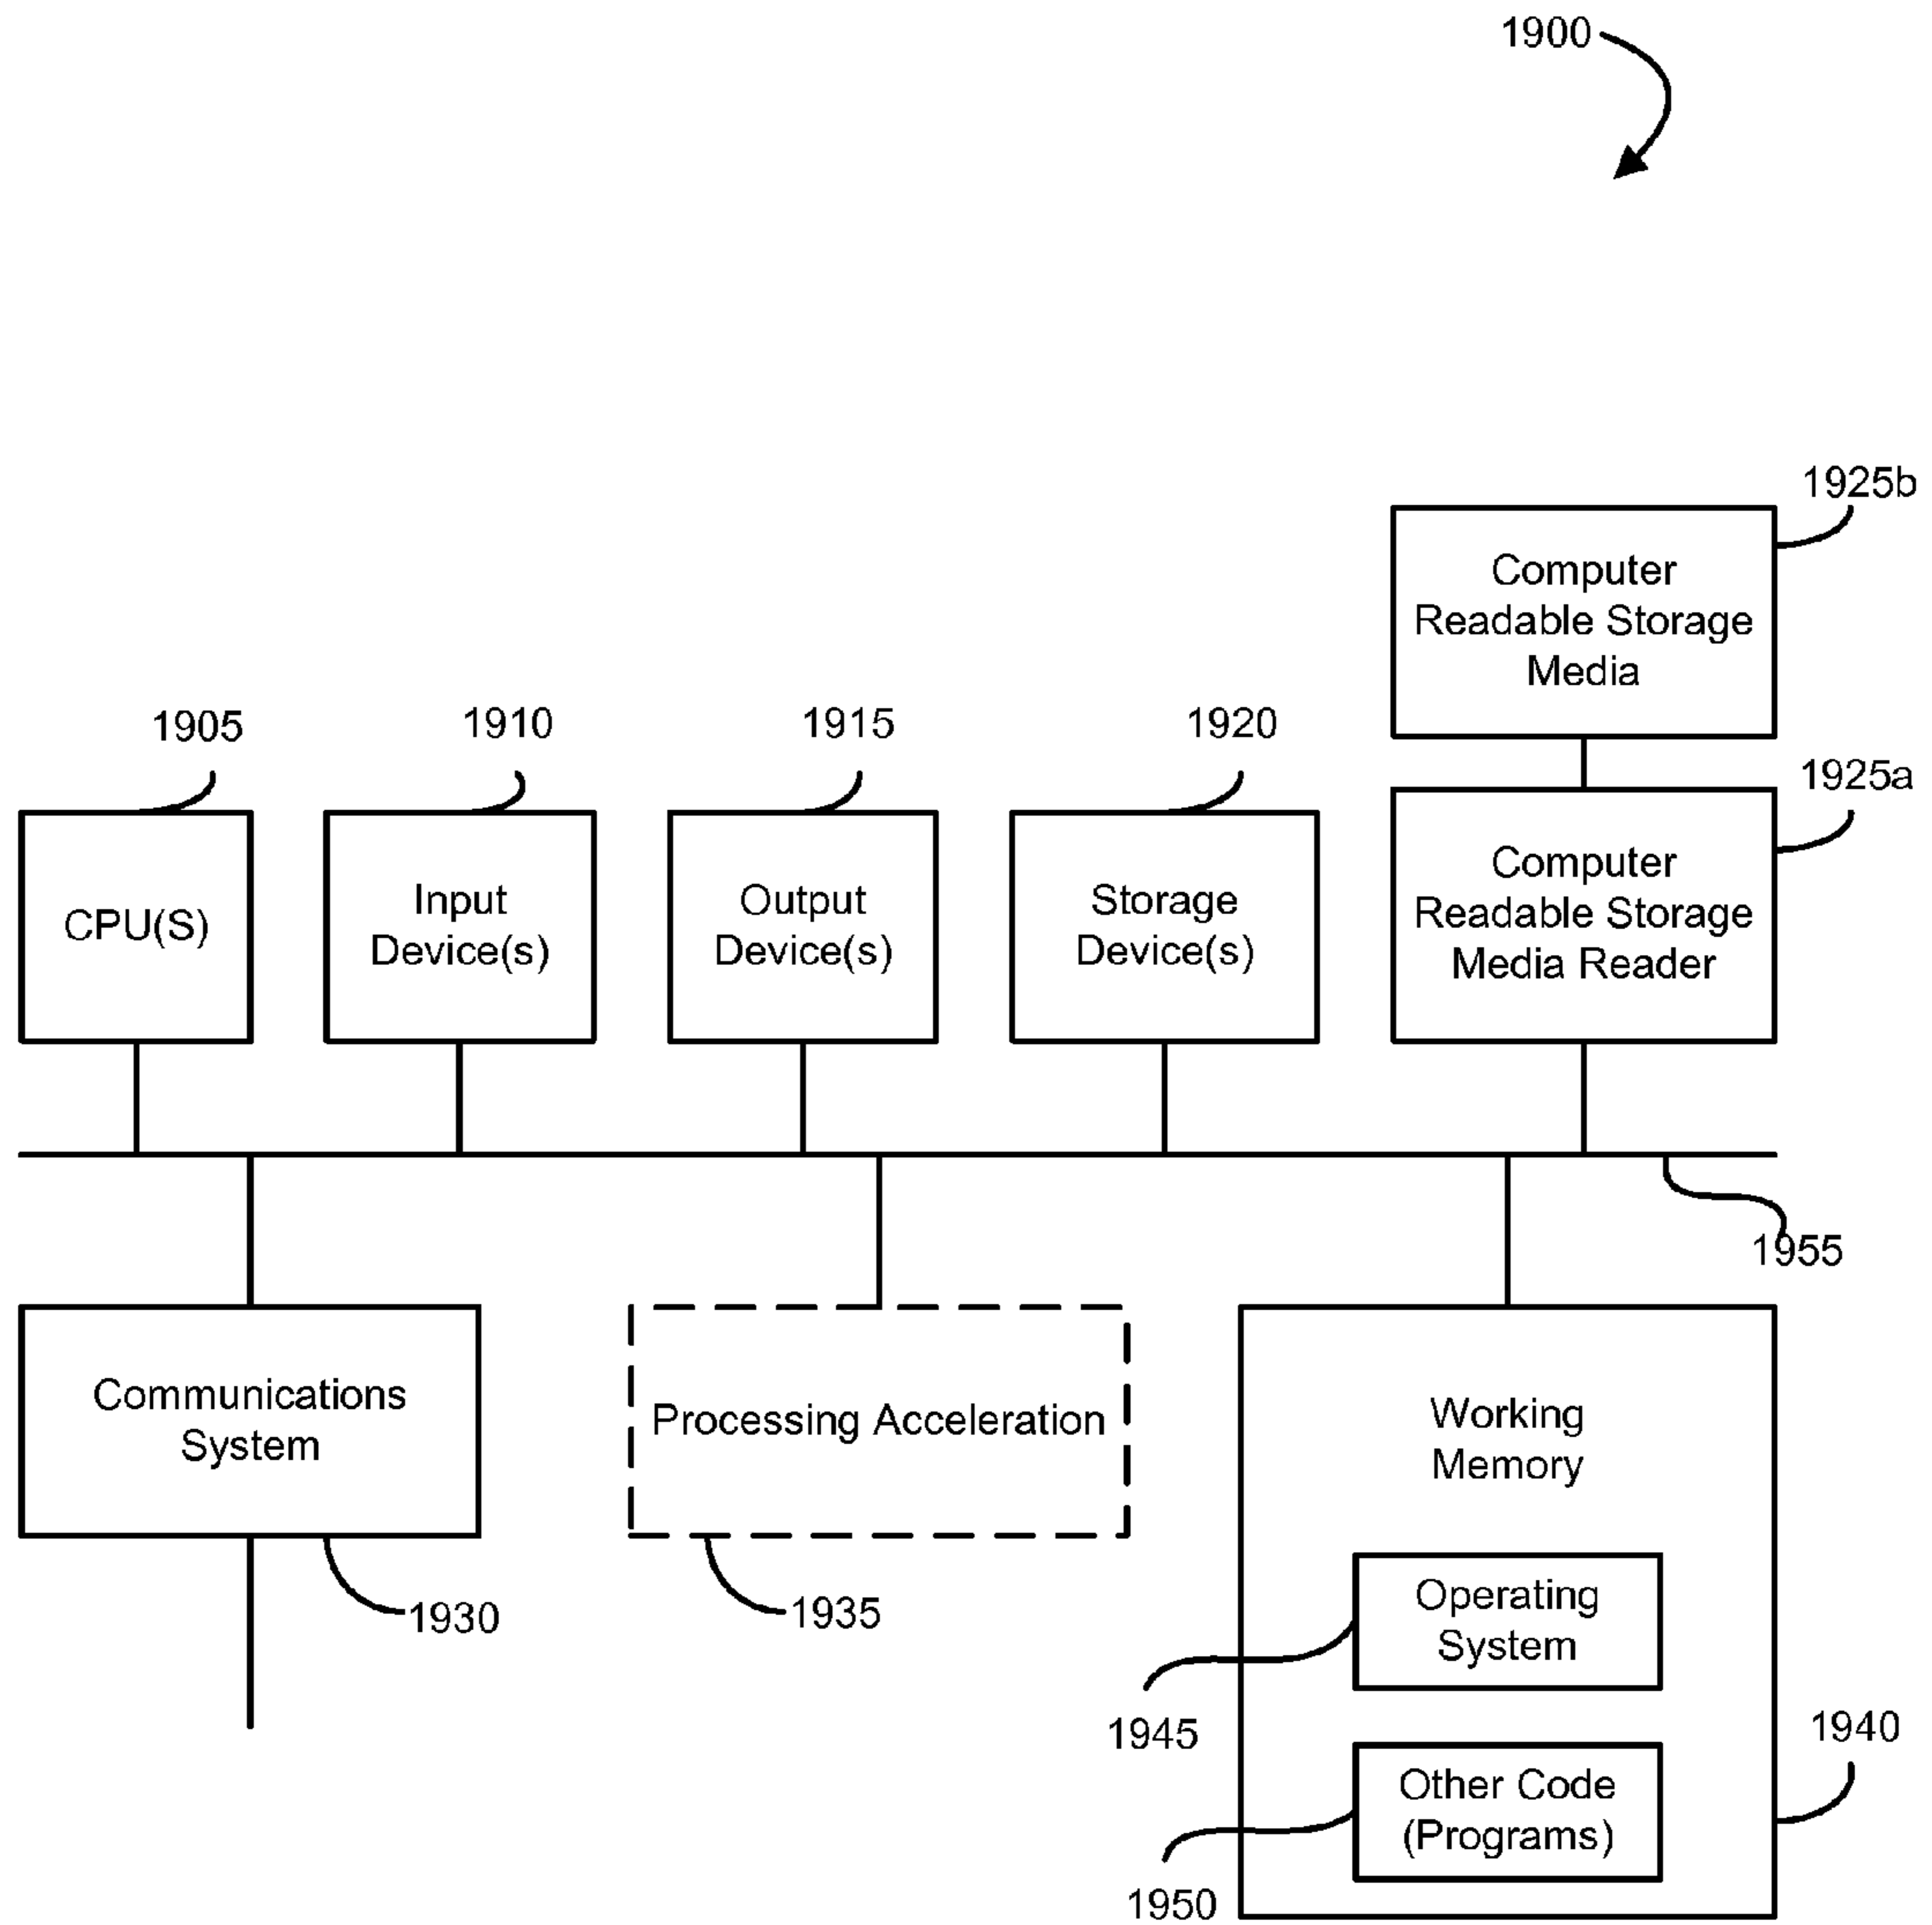 1900
1925b
Computer
Readable Storage
Media
1905
1910
1915
1920
1925a
CPU(S)
Input
Device(s)
Output
Device(s)
Storage
Device(s)
Computer
Readable Storage
Media Reader
1955
Communications
System
Processing Acceleration
Working
Memory
1930
1935
Operating
System
1945
1940
Other Code
(Programs)
1950